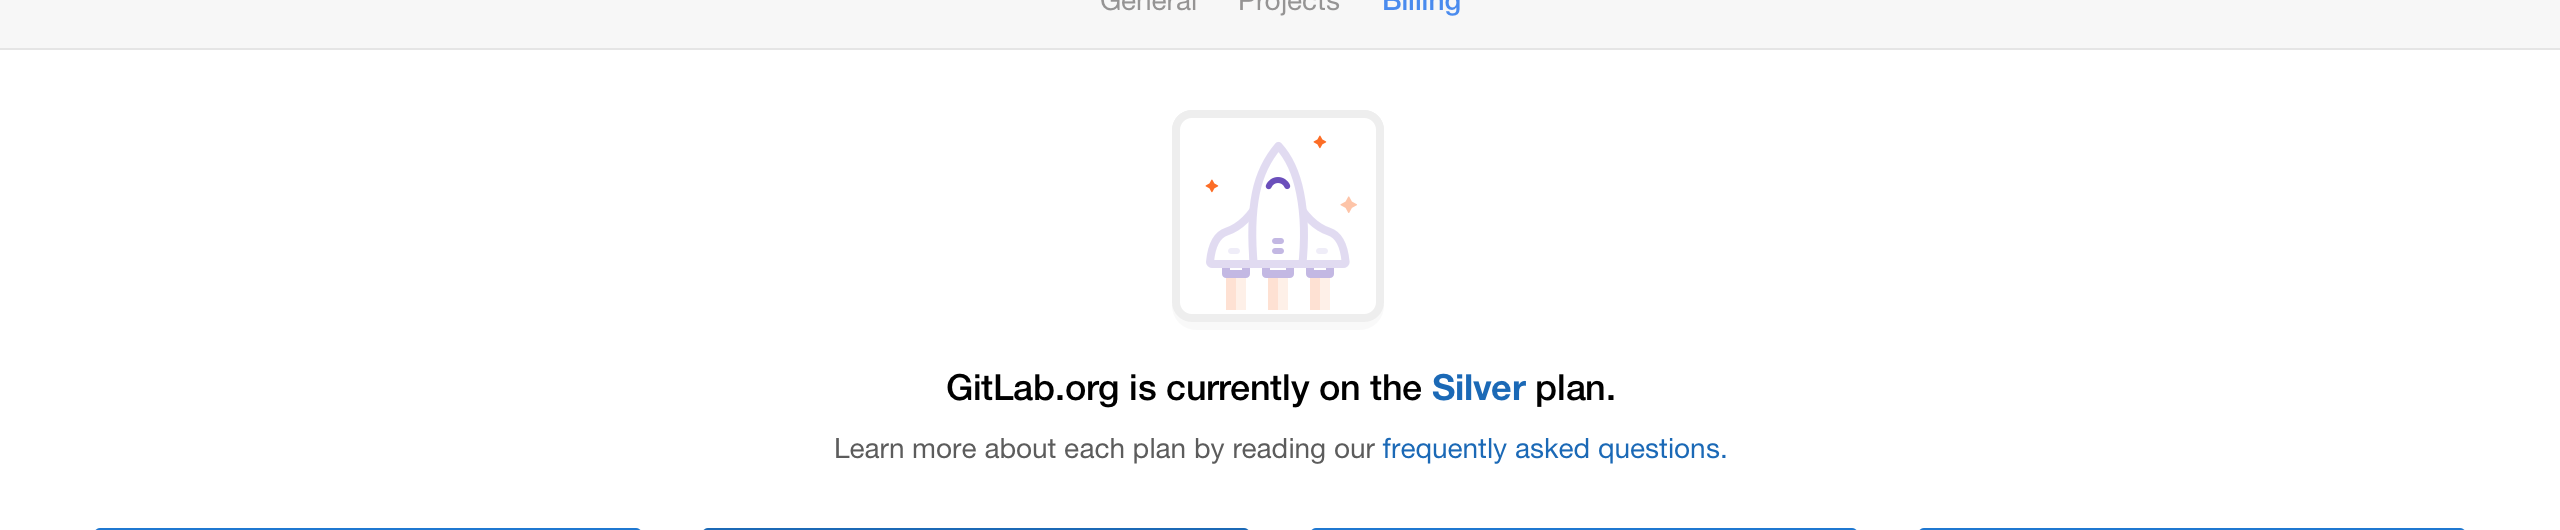 General Projects Billing
GitLab.org is currently on the Silver plan.
Learn more about each plan by reading our frequently asked questions.